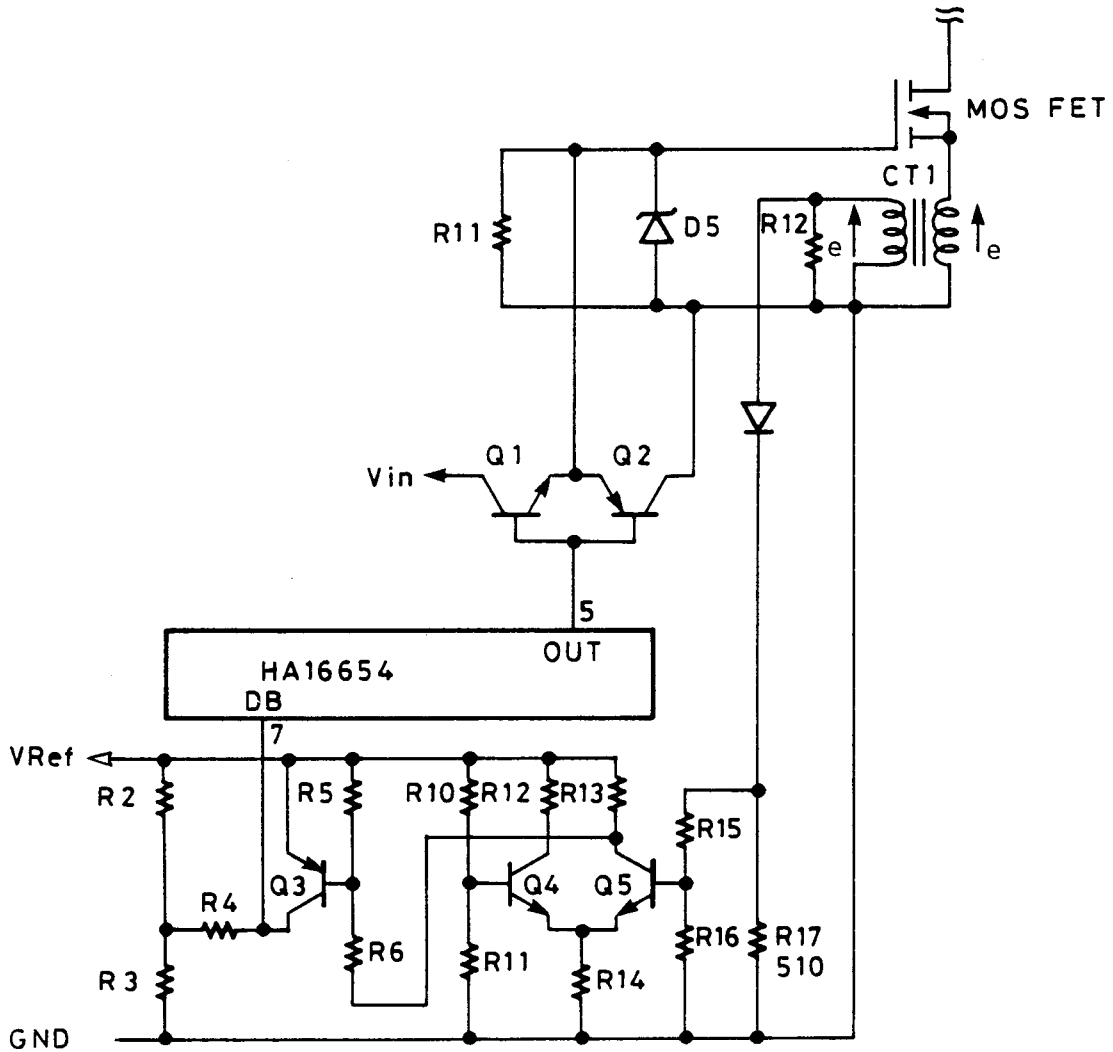 MOS FET
CT1
R11
D5
R12
e
e
Q1
Q2
Vin
5
OUT
HA16654
DB
7
VRef
R2
R5
R10
R12
R13
R15
Q3
Q4
Q5
R4
R6
R11
R16
R17
510
R3
R14
GND